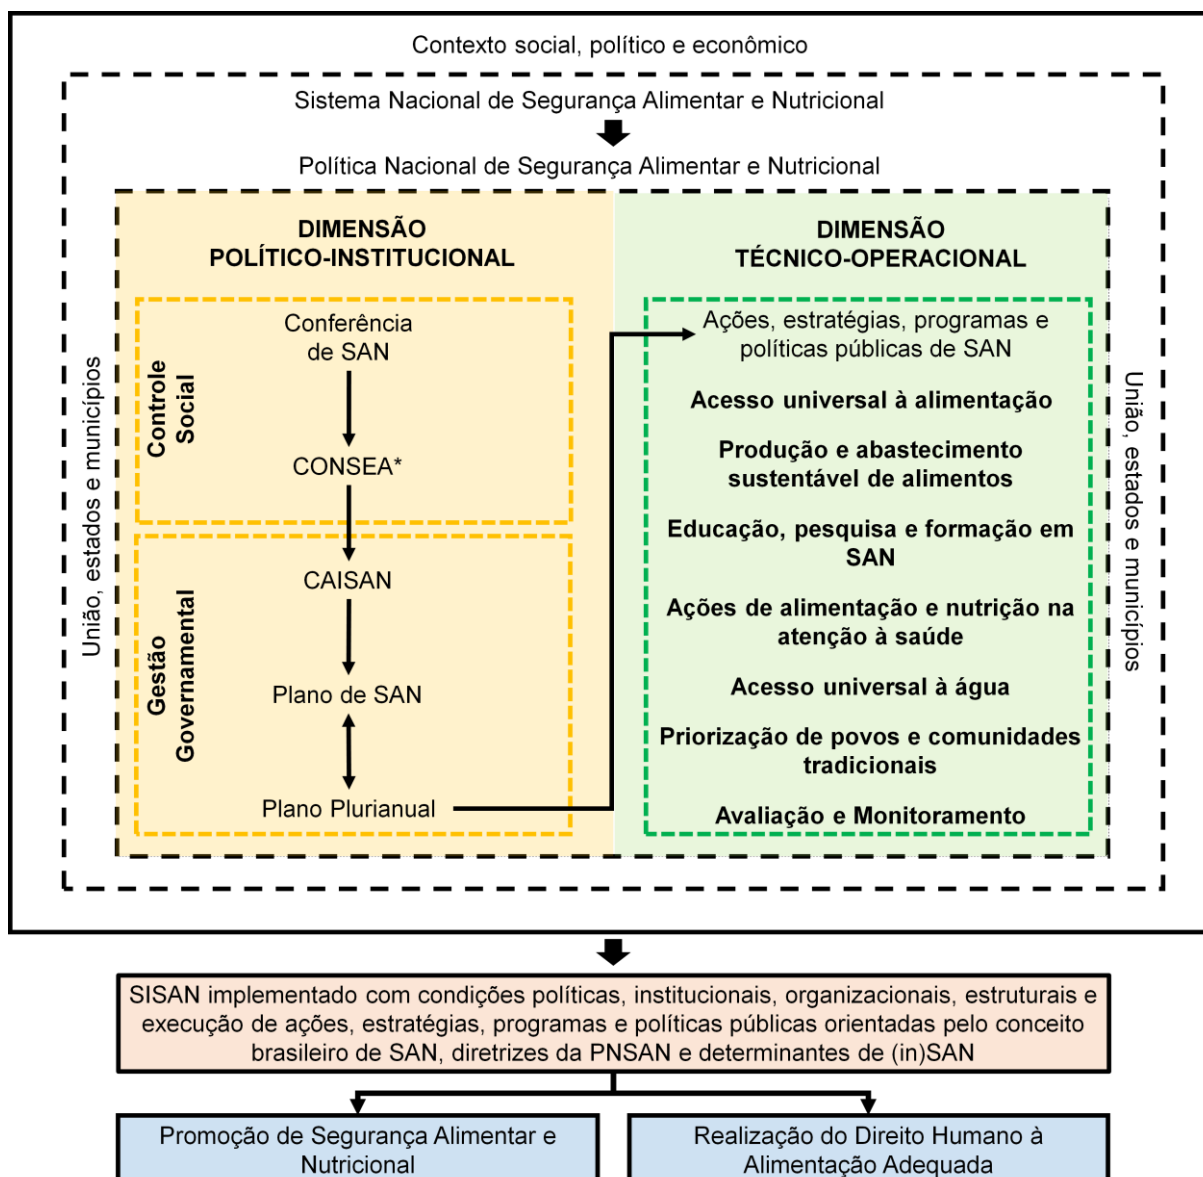 Contexto social, político e econômico
Sistema Nacional de Segurança Alimentar e Nutricional
Política Nacional de Segurança Alimentar e Nutricional
União, estados e municípios
DIMENSÃO
POLÍTICO-INSTITUCIONAL
Controle
Social
Conferência
de SAN
CONSEA*
Gestão
Governamental
CAISAN
Plano de SAN
Plano Plurianual
DIMENSÃO
TÉCNICO-OPERACIONAL
Ações, estratégias, programas e
políticas públicas de SAN
Acesso universal à alimentação
Produção e abastecimento
sustentável de alimentos
Educação, pesquisa e formação em
SAN
Ações de alimentação e nutrição na
atenção à saúde
Acesso universal à água
Priorização de povos e comunidades
tradicionais
Avaliação e Monitoramento
União, estados e municípios
SISAN implementado com condições políticas, institucionais, organizacionais, estruturais e
execução de ações, estratégias, programas e políticas públicas orientadas pelo conceito
brasileiro de SAN, diretrizes da PNSAN e determinantes de (in)SAN
Promoção de Segurança Alimentar e
Nutricional
Realização do Direito Humano à
Alimentação Adequada